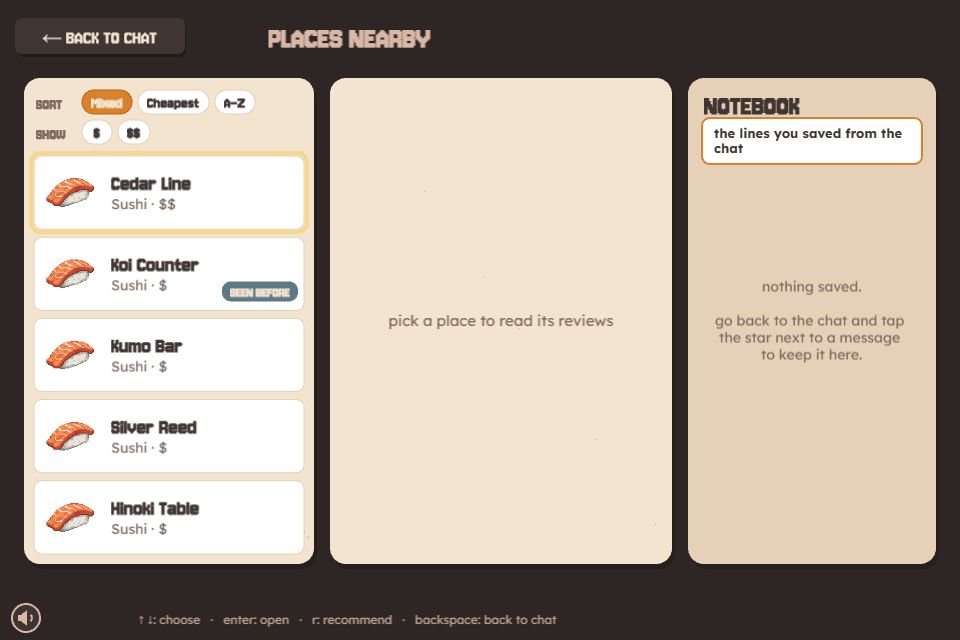 ← BACK TO CHAT
PLACES NEARBY
SORT Mixed Cheapest A-Z
SHOW $ $$
Cedar Line
Sushi · $$
Koi Counter
Sushi · $
SEEN BEFORE
Kumo Bar
Sushi · $
Silver Reed
Sushi · $
Hinoki Table
Sushi · $
pick a place to read its reviews
NOTEBOOK
the lines you saved from the
chat
nothing saved.
go back to the chat and tap
the star next to a message
to keep it here.
↑ ↓: choose · enter: open · r: recommend · backspace: back to chat